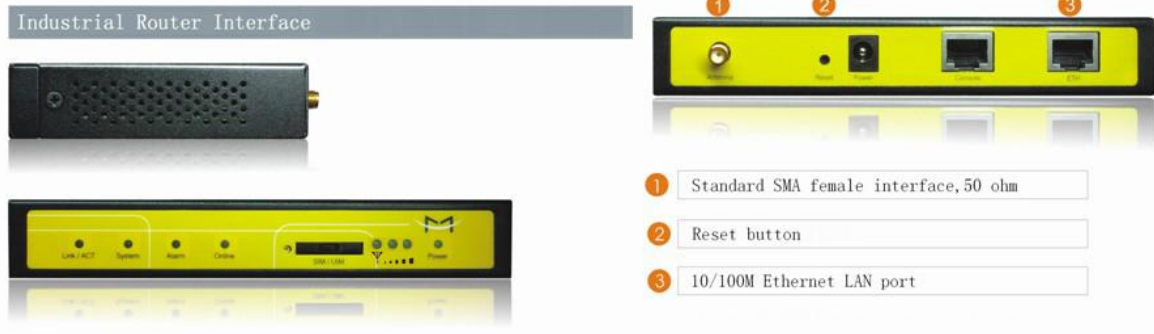 Industrial Router Interface
1 2 3
Antenna Reset Power Console ETH
1 Standard SMA female interface,50 ohm
2 Reset button
3 10/100M Ethernet LAN port
Link / ACT System Alarm Online SIM / UIM Power